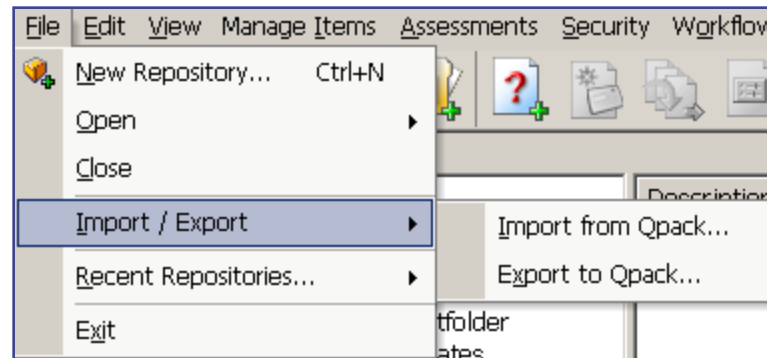 File Edit View Manage Items Assessments Security Workflow
New Repository... Ctrl+N
Open
Close
Description
Import / Export
Import from Qpack...
Recent Repositories...
Export to Qpack...
Exit
tfolder
ates